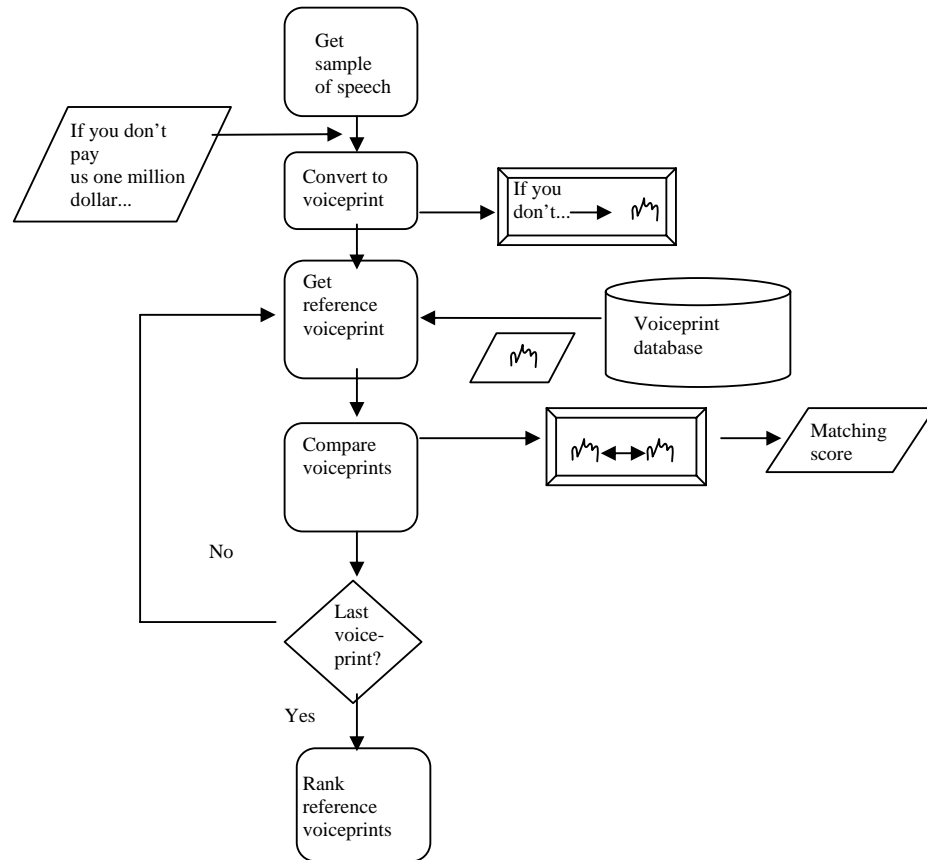 Get
sample
of speech
If you don’t
pay
us one million
dollar...
Convert to
voiceprint
If you
don’t...
Get
reference
voiceprint
Voiceprint
database
Compare
voiceprints
Matching
score
No
Last
voice-
print?
Yes
Rank
reference
voiceprints